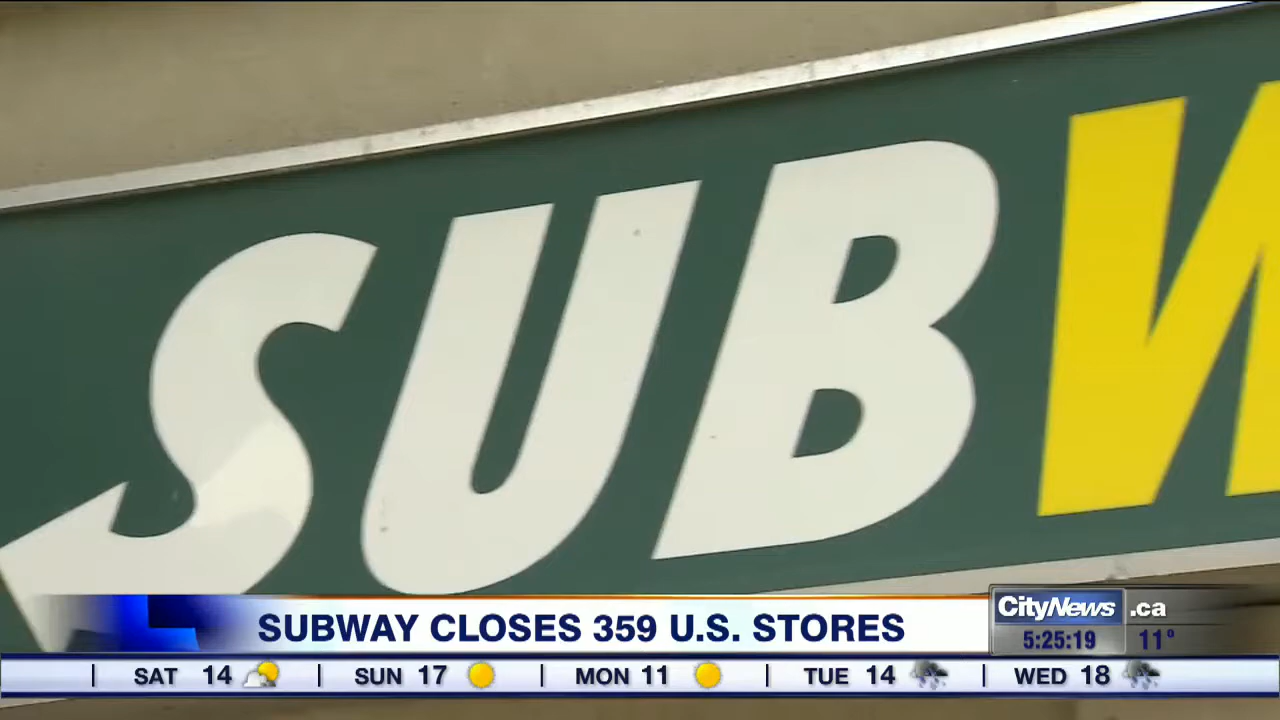 SUBW
SUBWAY CLOSES 359 U.S. STORES
CityNews .ca
5:25:19 11°
SAT 14 SUN 17 MON 11 TUE 14 WED 18